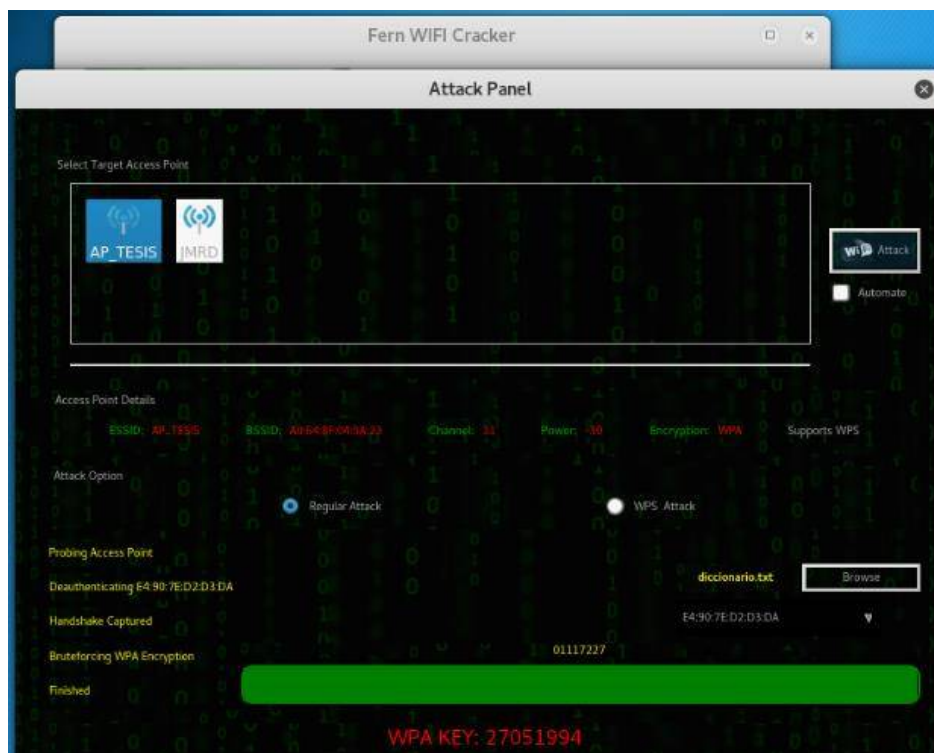 Fern WIFI Cracker
Attack Panel
Select Target Access Point
AP_TESIS JMRD
WiFi Attack
Automate
Access Point Details
ESSID: AP_TESIS BSSID: Channel: 11 Power: -30 Encryption: WPA Supports WPS
Attack Option
Regular Attack WPS Attack
Probing Access Point
diccionario.txt Browse
Deauthenticating E4:90:7E:D2:D3:DA
Handshake Captured E4:90:7E:D2:D3:DA
Bruteforcing WPA Encryption 01117227
Finished
WPA KEY: 27051994